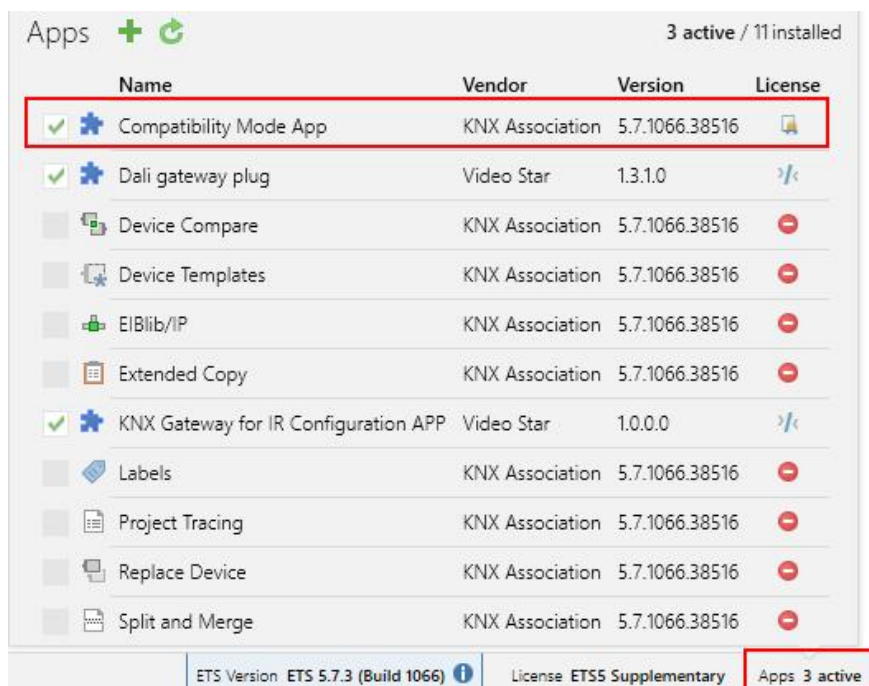 Apps 3 active / 11 installed
Name Vendor Version License
Compatibility Mode App KNX Association 5.7.1066.38516
Dali gateway plug Video Star 1.3.1.0
Device Compare KNX Association 5.7.1066.38516
Device Templates KNX Association 5.7.1066.38516
EIBlib/IP KNX Association 5.7.1066.38516
Extended Copy KNX Association 5.7.1066.38516
KNX Gateway for IR Configuration APP Video Star 1.0.0.0
Labels KNX Association 5.7.1066.38516
Project Tracing KNX Association 5.7.1066.38516
Replace Device KNX Association 5.7.1066.38516
Split and Merge KNX Association 5.7.1066.38516
ETS Version ETS 5.7.3 (Build 1066) License ETS5 Supplementary Apps 3 active